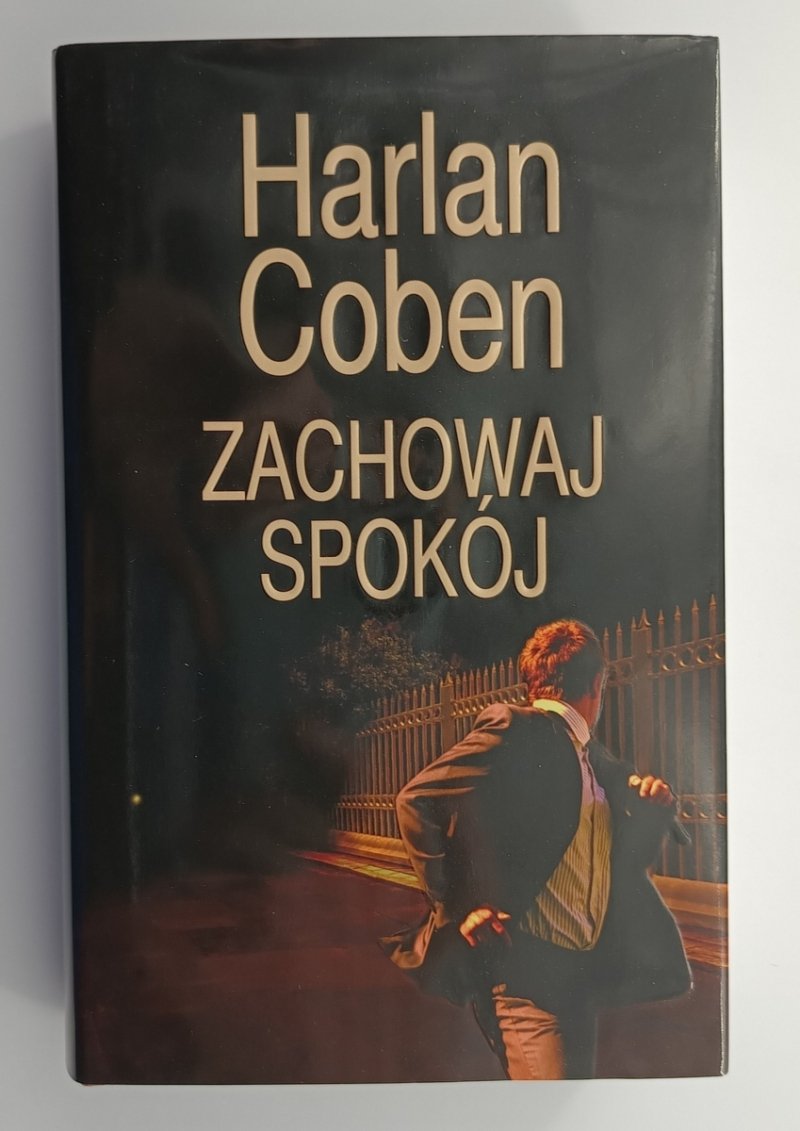 Harlan
Coben
ZACHOWAJ
SPOKÓJ